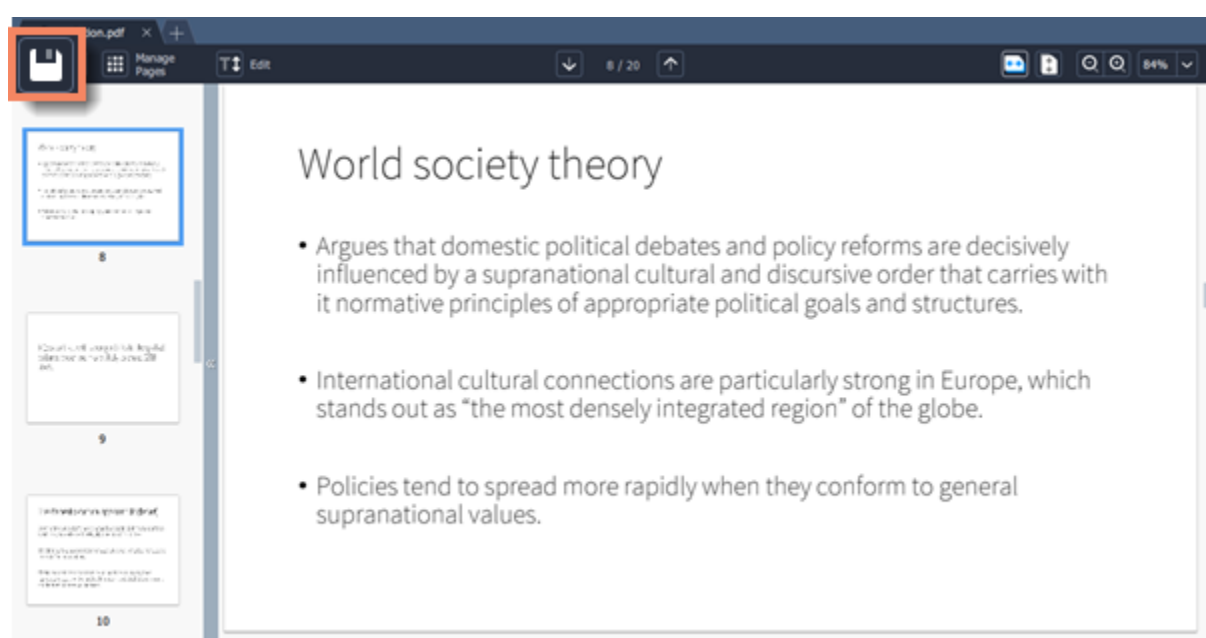 ion.pdf
Manage
Pages
Edit
8 / 20
84%
World society theory
• Argues that domestic political debates and policy reforms are decisively
influenced by a supranational cultural and discursive order that carries with
it normative principles of appropriate political goals and structures.
• International cultural connections are particularly strong in Europe, which
stands out as “the most densely integrated region” of the globe.
• Policies tend to spread more rapidly when they conform to general
supranational values.
8
9
10